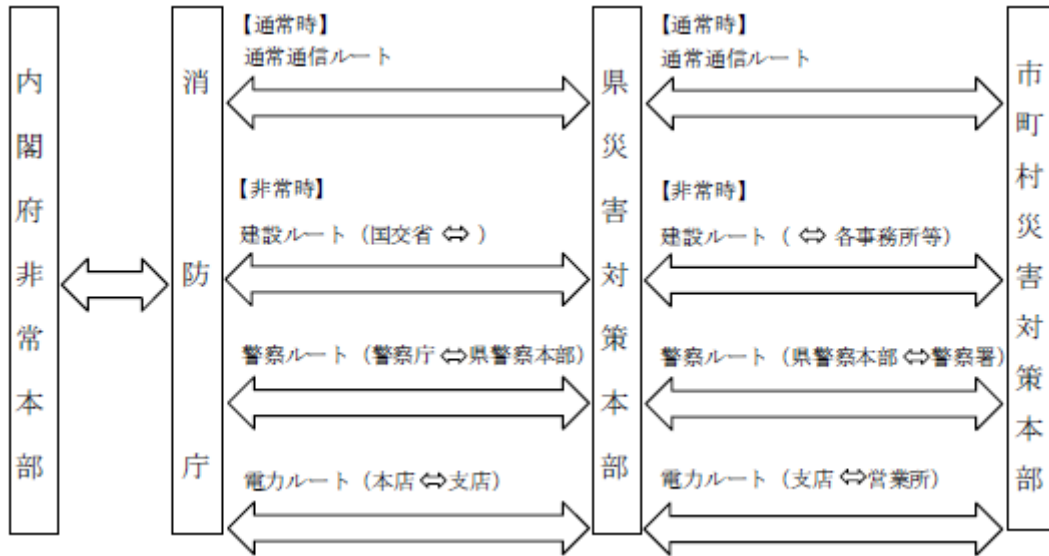 内閣府非常本部
消防庁
【通常時】
通常通信ルート
【非常時】
建設ルート（国交省 ⇔ ）
警察ルート（警察庁 ⇔県警察本部）
電力ルート（本店⇔支店）
県災害対策本部
【通常時】
通常通信ルート
【非常時】
建設ルート（ ⇔ 各事務所等）
警察ルート（県警察本部 ⇔警察署）
電力ルート（支店 ⇔営業所）
市町村災害対策本部